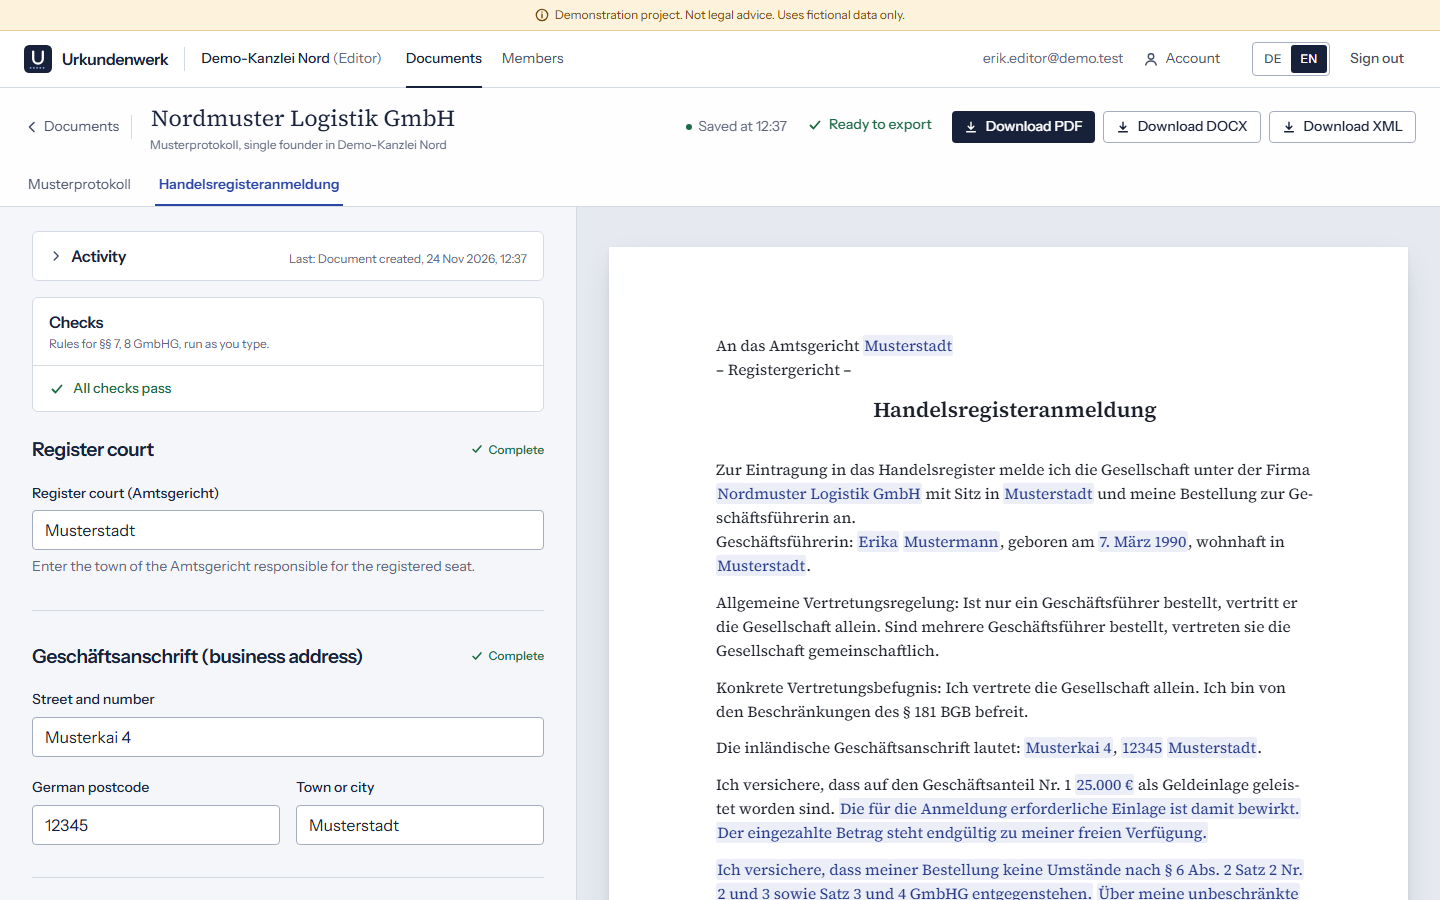 Demonstration project. Not legal advice. Uses fictional data only.
U Urkundenwerk
Demo-Kanzlei Nord (Editor)
Documents
Members
erik.editor@demo.test
Account
DE
EN
Sign out
Documents
Nordmuster Logistik GmbH
Musterprotokoll, single founder in Demo-Kanzlei Nord
Saved at 12:37
Ready to export
Download PDF
Download DOCX
Download XML
Musterprotokoll
Handelsregisteranmeldung
Activity
Last: Document created, 24 Nov 2026, 12:37
Checks
Rules for §§ 7, 8 GmbHG, run as you type.
All checks pass
Register court
Complete
Register court (Amtsgericht)
Musterstadt
Enter the town of the Amtsgericht responsible for the registered seat.
Geschäftsanschrift (business address)
Complete
Street and number
Musterkai 4
German postcode
Town or city
12345
Musterstadt
An das Amtsgericht Musterstadt
– Registergericht –
Handelsregisteranmeldung
Zur Eintragung in das Handelsregister melde ich die Gesellschaft unter der Firma
Nordmuster Logistik GmbH mit Sitz in Musterstadt und meine Bestellung zur Ge-
schäftsführerin an.
Geschäftsführerin: Erika Mustermann, geboren am 7. März 1990, wohnhaft in
Musterstadt.
Allgemeine Vertretungsregelung: Ist nur ein Geschäftsführer bestellt, vertritt er
die Gesellschaft allein. Sind mehrere Geschäftsführer bestellt, vertreten sie die
Gesellschaft gemeinschaftlich.
Konkrete Vertretungsbefugnis: Ich vertrete die Gesellschaft allein. Ich bin von
den Beschränkungen des § 181 BGB befreit.
Die inländische Geschäftsanschrift lautet: Musterkai 4, 12345 Musterstadt.
Ich versichere, dass auf den Geschäftsanteil Nr. 1 25.000 € als Geldeinlage geleis-
tet worden sind. Die für die Anmeldung erforderliche Einlage ist damit bewirkt.
Der eingezahlte Betrag steht endgültig zu meiner freien Verfügung.
Ich versichere, dass meiner Bestellung keine Umstände nach § 6 Abs. 2 Satz 2 Nr.
2 und 3 sowie Satz 3 und 4 GmbHG entgegenstehen. Über meine unbeschränkte